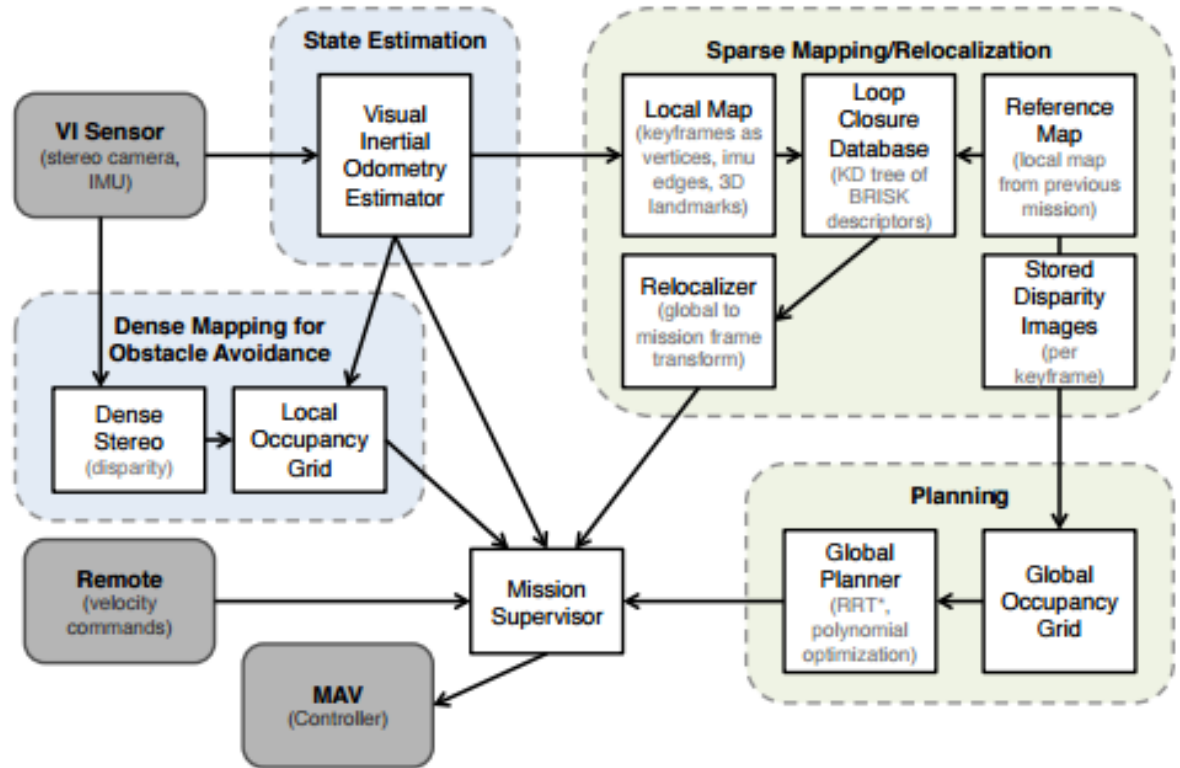 State Estimation
Visual
Inertial
Odometry
Estimator
Sparse Mapping/Relocalization
Local Map
(keyframes as
vertices, imu
edges, 3D
landmarks)
Loop
Closure
Database
(KD tree of
BRISK
descriptors)
Reference
Map
(local map
from previous
mission)
Relocalizer
(global to
mission frame
transform)
Stored
Disparity
Images
(per
keyframe)
VI Sensor
(stereo camera,
IMU)
Dense Mapping for
Obstacle Avoidance
Dense
Stereo
(disparity)
Local
Occupancy
Grid
Planning
Global
Planner
(RRT*,
polynomial
optimization)
Global
Occupancy
Grid
Remote
(velocity
commands)
Mission
Supervisor
MAV
(Controller)